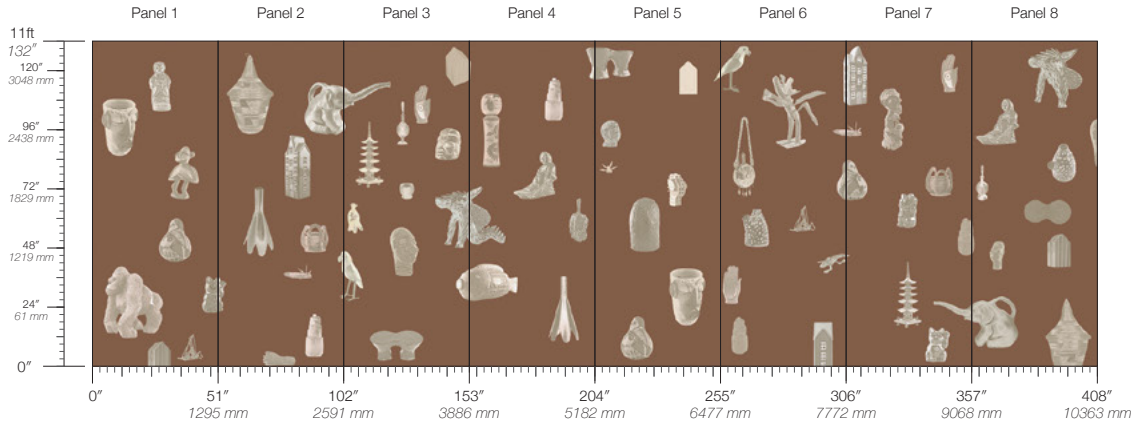 Panel 1 Panel 2 Panel 3 Panel 4 Panel 5 Panel 6 Panel 7 Panel 8
11ft
132″
120″
3048 mm
96″
2438 mm
72″
1829 mm
48″
1219 mm
24″
61 mm
0″
0″ 51″ 102″ 153″ 204″ 255″ 306″ 357″ 408″
1295 mm 2591 mm 3886 mm 5182 mm 6477 mm 7772 mm 9068 mm 10363 mm